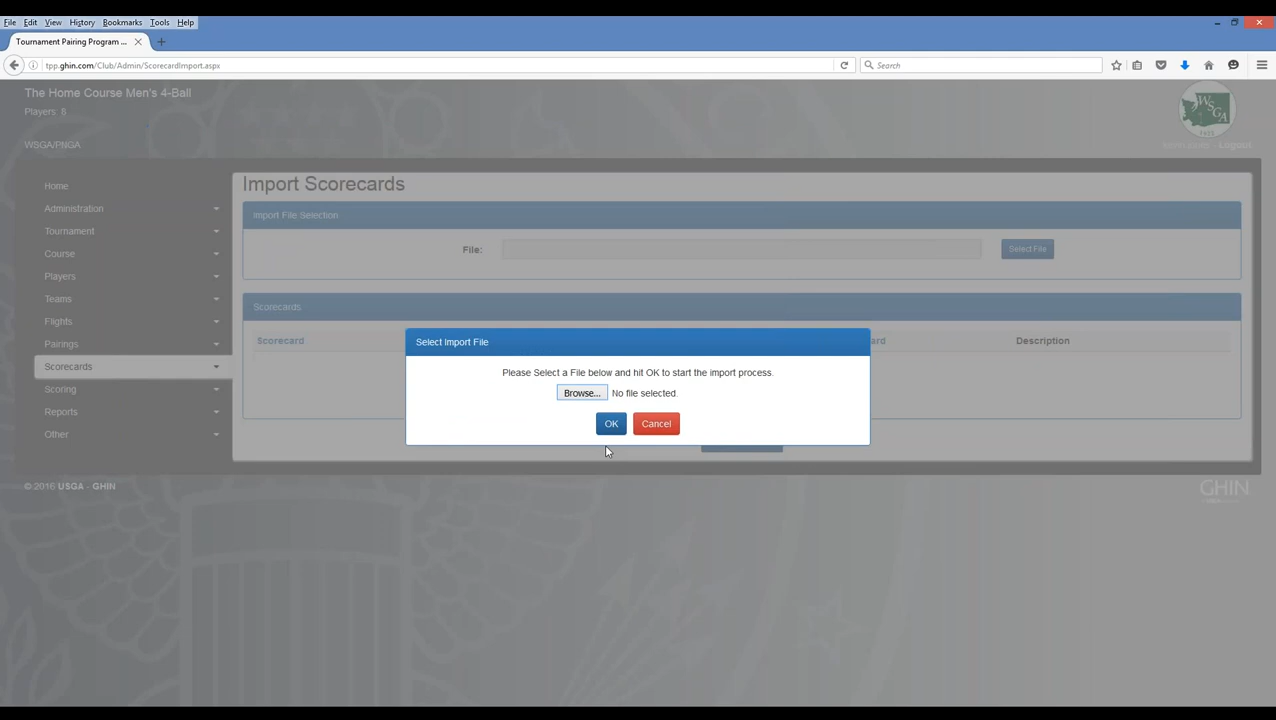 File Edit View History Bookmarks Tools Help
Tournament Pairing Program ...
tpp.ghin.com/Club/Admin/ScorecardImport.aspx
Search
The Home Course Men's 4-Ball
Players: 8
WSGA
WSGA/PNGA
- Logout
Home
Administration
Tournament
Course
Players
Teams
Flights
Pairings
Scorecards
Scoring
Reports
Other
Import Scorecards
Import File Selection
File:
Select File
Scorecards
Scorecard
Description
Select Import File
Please Select a File below and hit OK to start the import process.
Browse... No file selected.
OK Cancel
© 2016 USGA - GHIN
GHIN